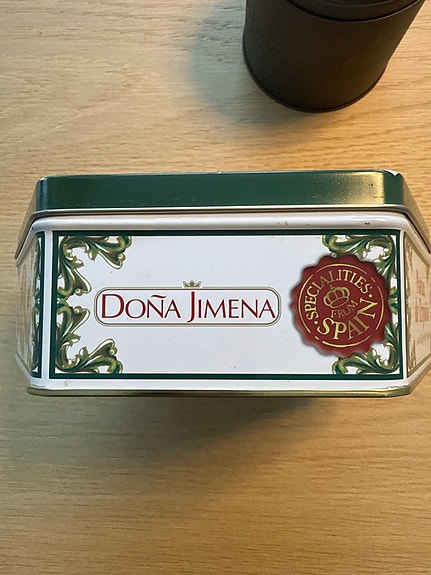 DOÑA JIMENA
SPECIALITIES
FROM
SPAIN